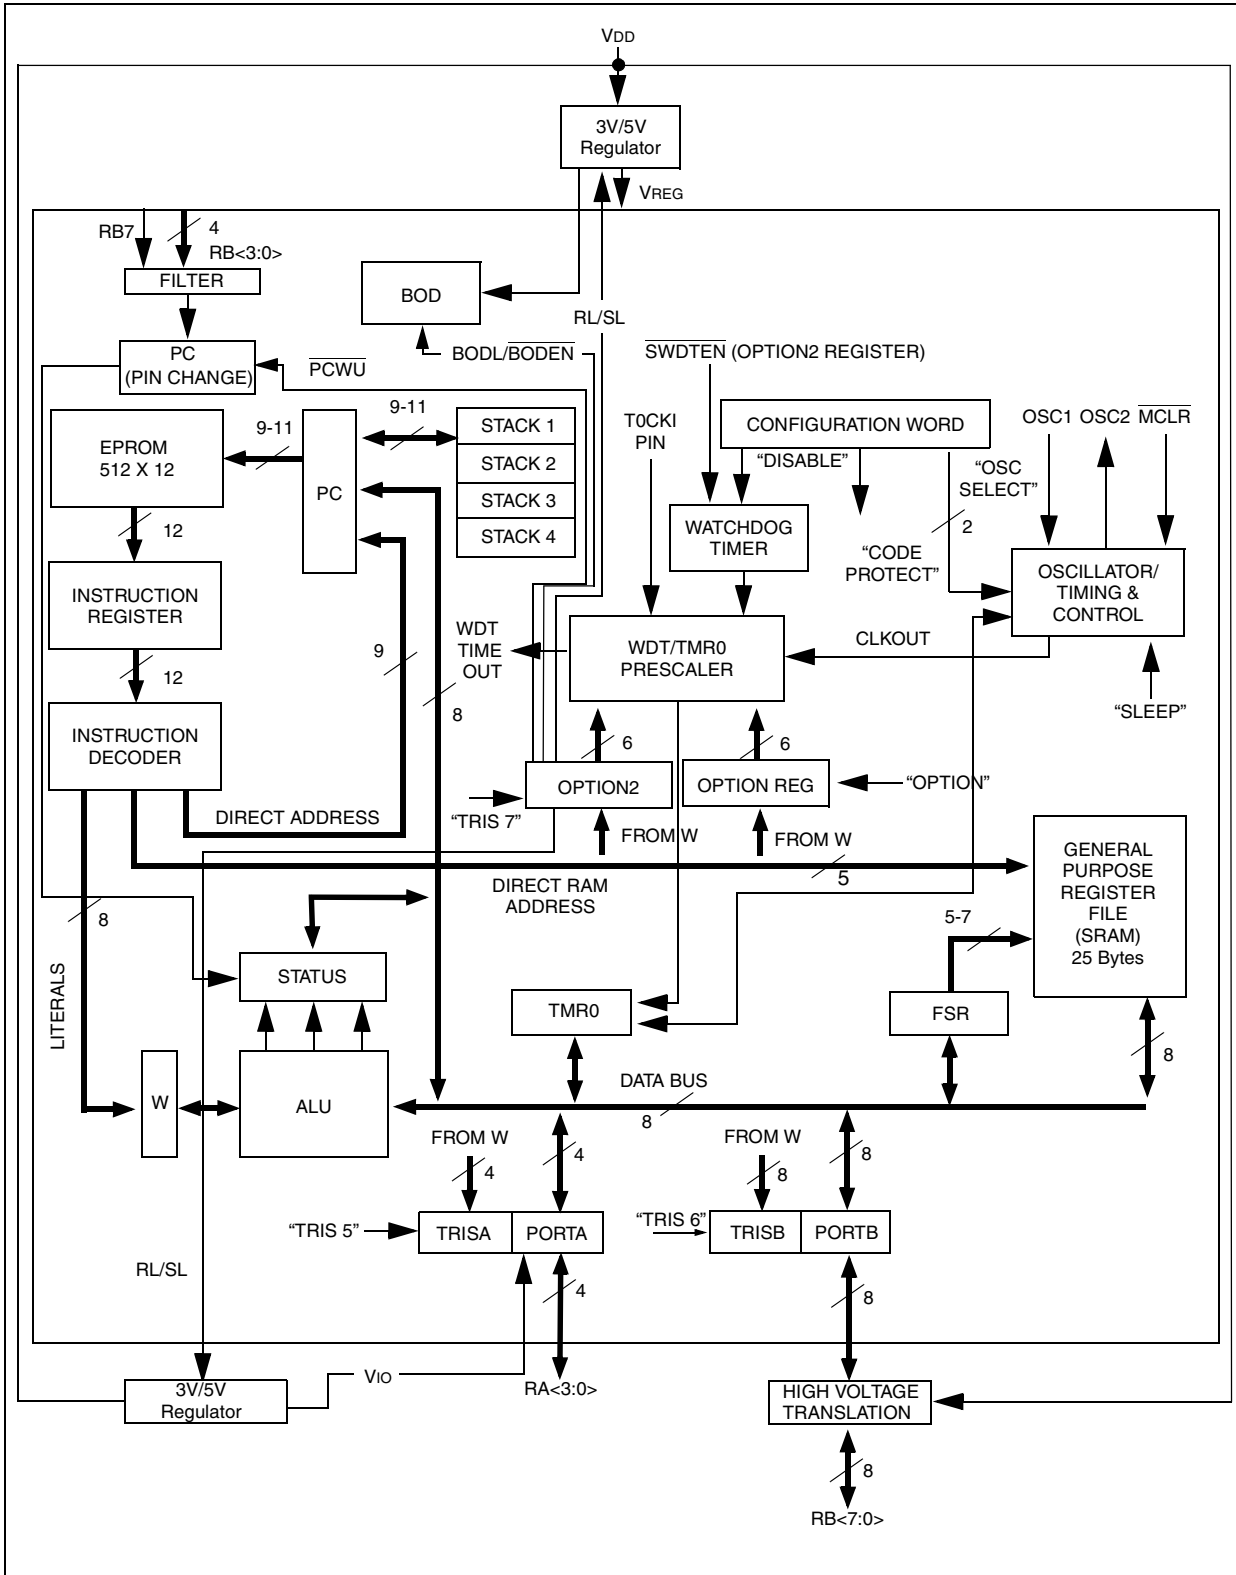 VDD
3V/5V
Regulator
VREG
RB7
4
RB<3:0>
FILTER
BOD
RL/SL
PC
(PIN CHANGE)
PCWU
BODL/BODEN
SWDTEN (OPTION2 REGISTER)
9-11
9-11
EPROM
512 X 12
PC
STACK 1
STACK 2
STACK 3
STACK 4
T0CKI
PIN
CONFIGURATION WORD
OSC1 OSC2 MCLR
"DISABLE"
"OSC
SELECT"
2
WATCHDOG
TIMER
"CODE
PROTECT"
OSCILLATOR/
TIMING &
CONTROL
12
INSTRUCTION
REGISTER
12
INSTRUCTION
DECODER
9
8
WDT
TIME
OUT
WDT/TMR0
PRESCALER
CLKOUT
"SLEEP"
6
6
OPTION2
OPTION REG
"OPTION"
"TRIS 7"
FROM W
FROM W
DIRECT ADDRESS
5
DIRECT RAM
ADDRESS
GENERAL
PURPOSE
REGISTER
FILE
(SRAM)
25 Bytes
5-7
8
LITERALS
STATUS
TMR0
FSR
8
W
ALU
DATA BUS
8
FROM W
4
4
FROM W
8
8
"TRIS 5"
TRISA
PORTA
"TRIS 6"
TRISB
PORTB
RL/SL
4
8
3V/5V
Regulator
VIO
RA<3:0>
HIGH VOLTAGE
TRANSLATION
8
RB<7:0>